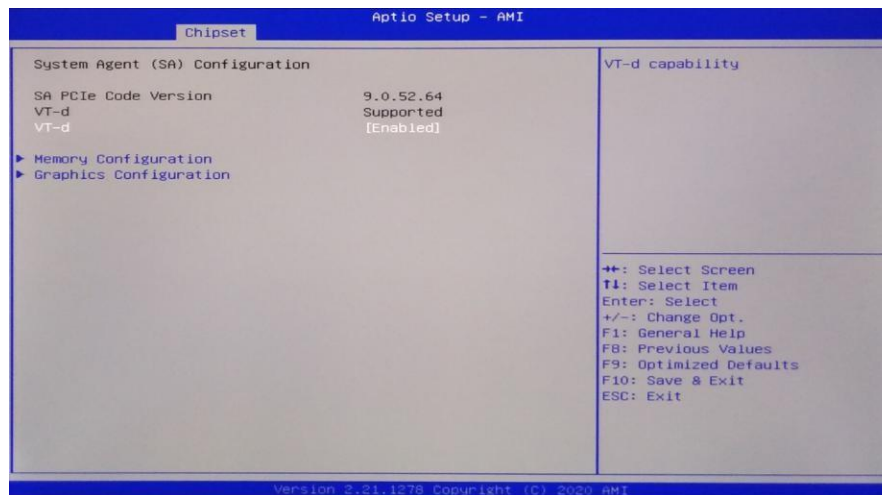 Aptio Setup - AMI
Chipset
System Agent (SA) Configuration
SA PCIe Code Version 9.0.52.64
VT-d Supported
VT-d [Enabled]
► Memory Configuration
► Graphics Configuration
VT-d capability
→←: Select Screen
↑↓: Select Item
Enter: Select
+/-: Change Opt.
F1: General Help
F8: Previous Values
F9: Optimized Defaults
F10: Save & Exit
ESC: Exit
Version 2.21.1278 Copyright (C) 2020 AMI